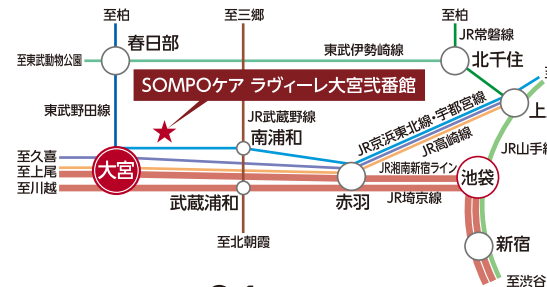 至柏
至三郷
至柏
JR常磐線
春日部
東武伊勢崎線
北千住
至東武動物公園
SOMPOケア ラヴィーレ大宮弐番館
東武野田線
JR武蔵野線
JR京浜東北線・宇都宮線
上
南浦和
JR高崎線
JR山手線
至久喜
至上尾
大宮
JR湘南新宿ライン
池袋
至川越
武蔵浦和
赤羽
JR埼京線
至北朝霞
新宿
至渋谷